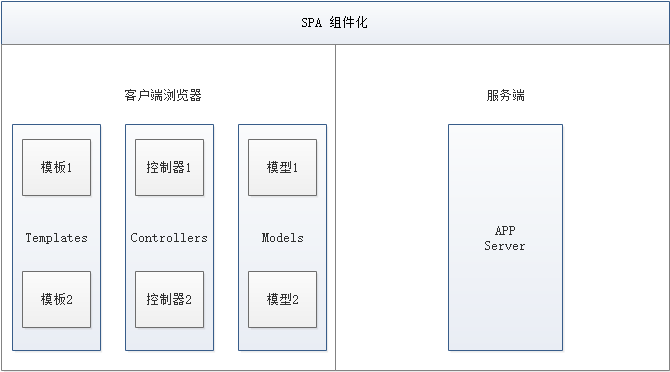 SPA 组件化
客户端浏览器
服务端
模板1
控制器1
模型1
Templates
Controllers
Models
APP
Server
模板2
控制器2
模型2